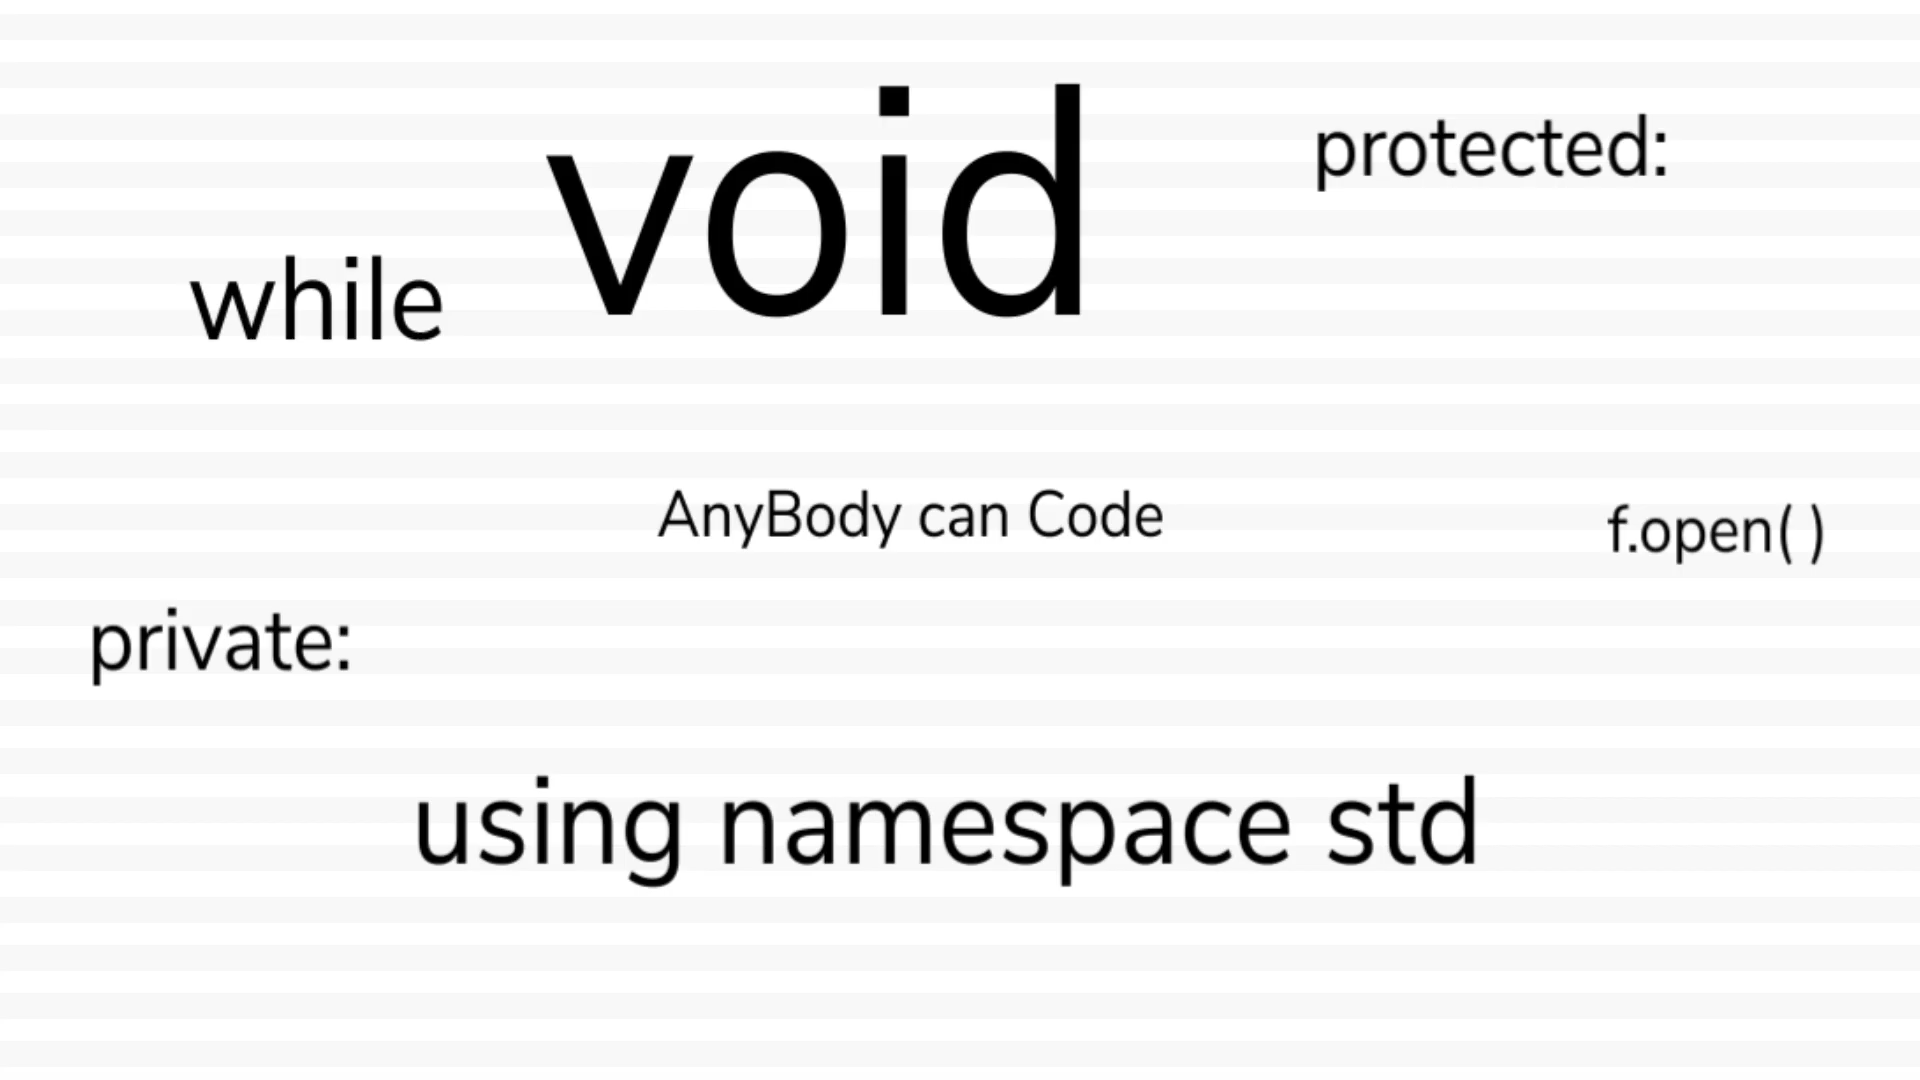 void
protected:
while
AnyBody can Code
f.open( )
private:
using namespace std